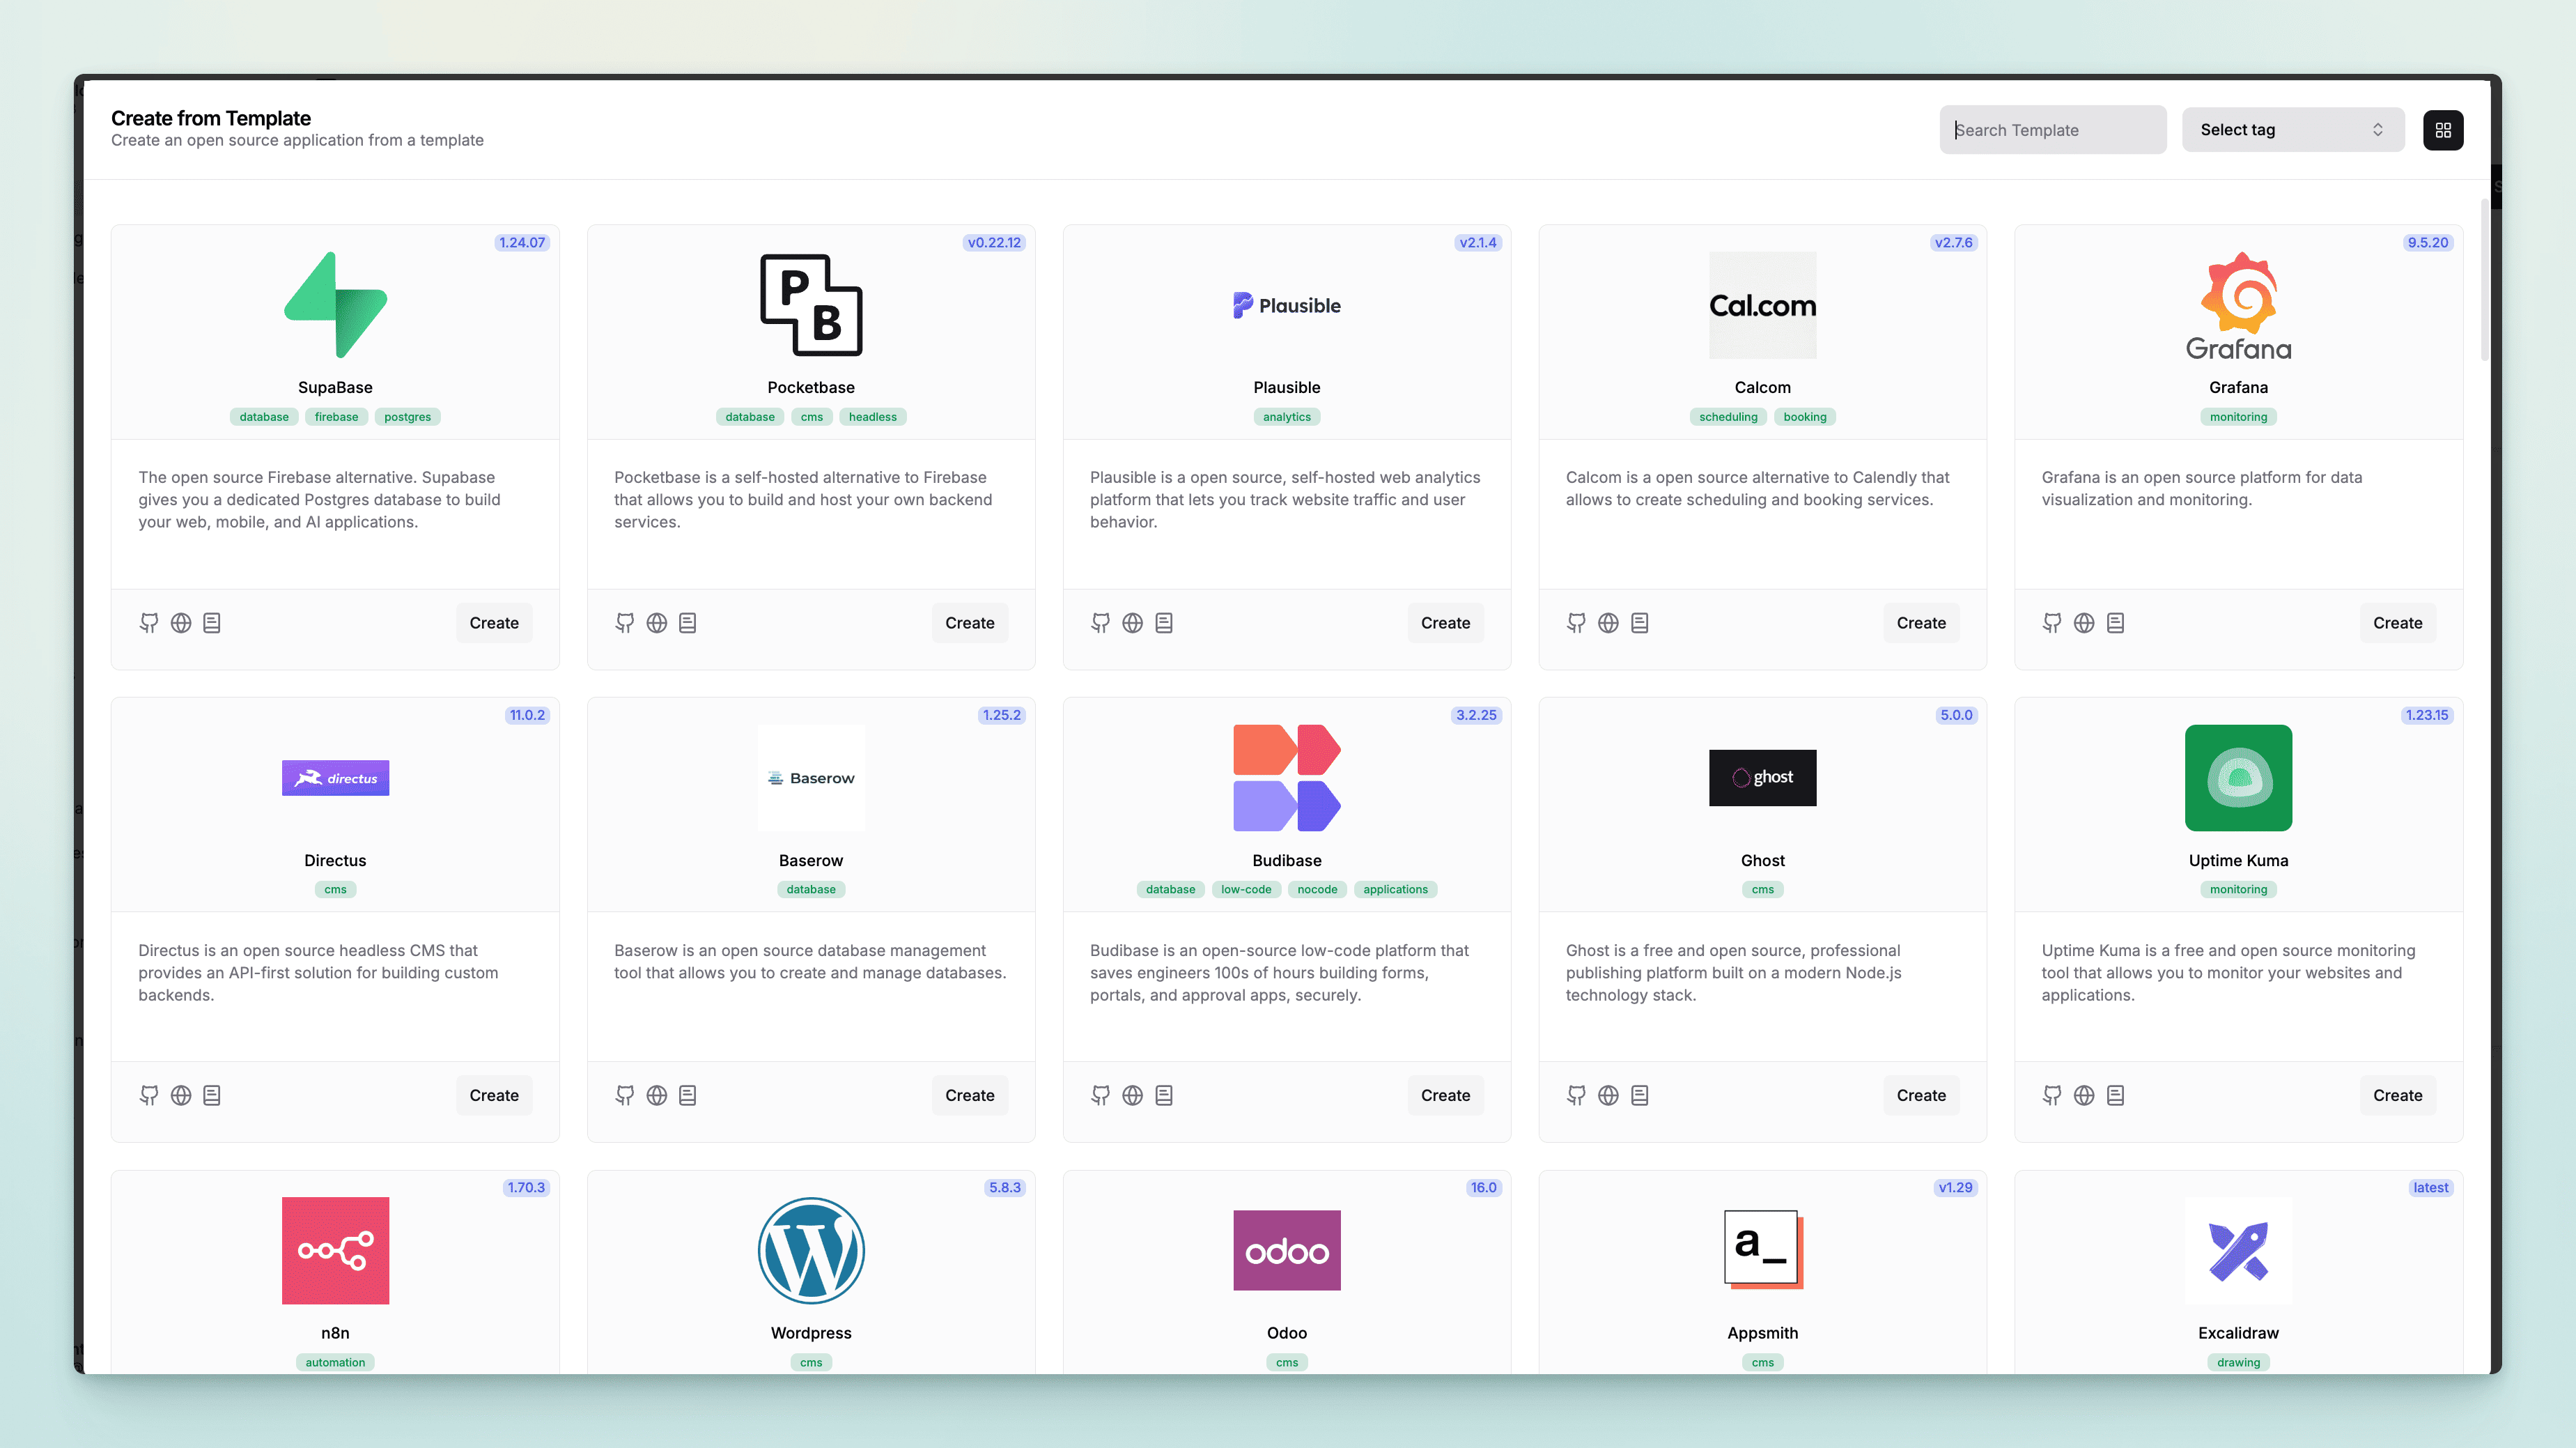 Create from Template
Create an open source application from a template
Search Template
Select tag
1.24.07
SupaBase
database firebase postgres
The open source Firebase alternative. Supabase
gives you a dedicated Postgres database to build
your web, mobile, and AI applications.
Create
v0.22.12
P
B
Pocketbase
database cms headless
Pocketbase is a self-hosted alternative to Firebase
that allows you to build and host your own backend
services.
Create
v2.1.4
Plausible
Plausible
analytics
Plausible is a open source, self-hosted web analytics
platform that lets you track website traffic and user
behavior.
Create
v2.7.6
Cal.com
Calcom
scheduling booking
Calcom is a open source alternative to Calendly that
allows to create scheduling and booking services.
Create
9.5.20
Grafana
Grafana
monitoring
Grafana is an open source platform for data
visualization and monitoring.
Create
11.0.2
directus
Directus
cms
Directus is an open source headless CMS that
provides an API-first solution for building custom
backends.
Create
1.25.2
Baserow
Baserow
database
Baserow is an open source database management
tool that allows you to create and manage databases.
Create
3.2.25
Budibase
database low-code nocode applications
Budibase is an open-source low-code platform that
saves engineers 100s of hours building forms,
portals, and approval apps, securely.
Create
5.0.0
ghost
Ghost
cms
Ghost is a free and open source, professional
publishing platform built on a modern Node.js
technology stack.
Create
1.23.15
Uptime Kuma
monitoring
Uptime Kuma is a free and open source monitoring
tool that allows you to monitor your websites and
applications.
Create
1.70.3
n8n
automation
5.8.3
W
Wordpress
cms
16.0
odoo
Odoo
cms
v1.29
a_
Appsmith
cms
latest
Excalidraw
drawing